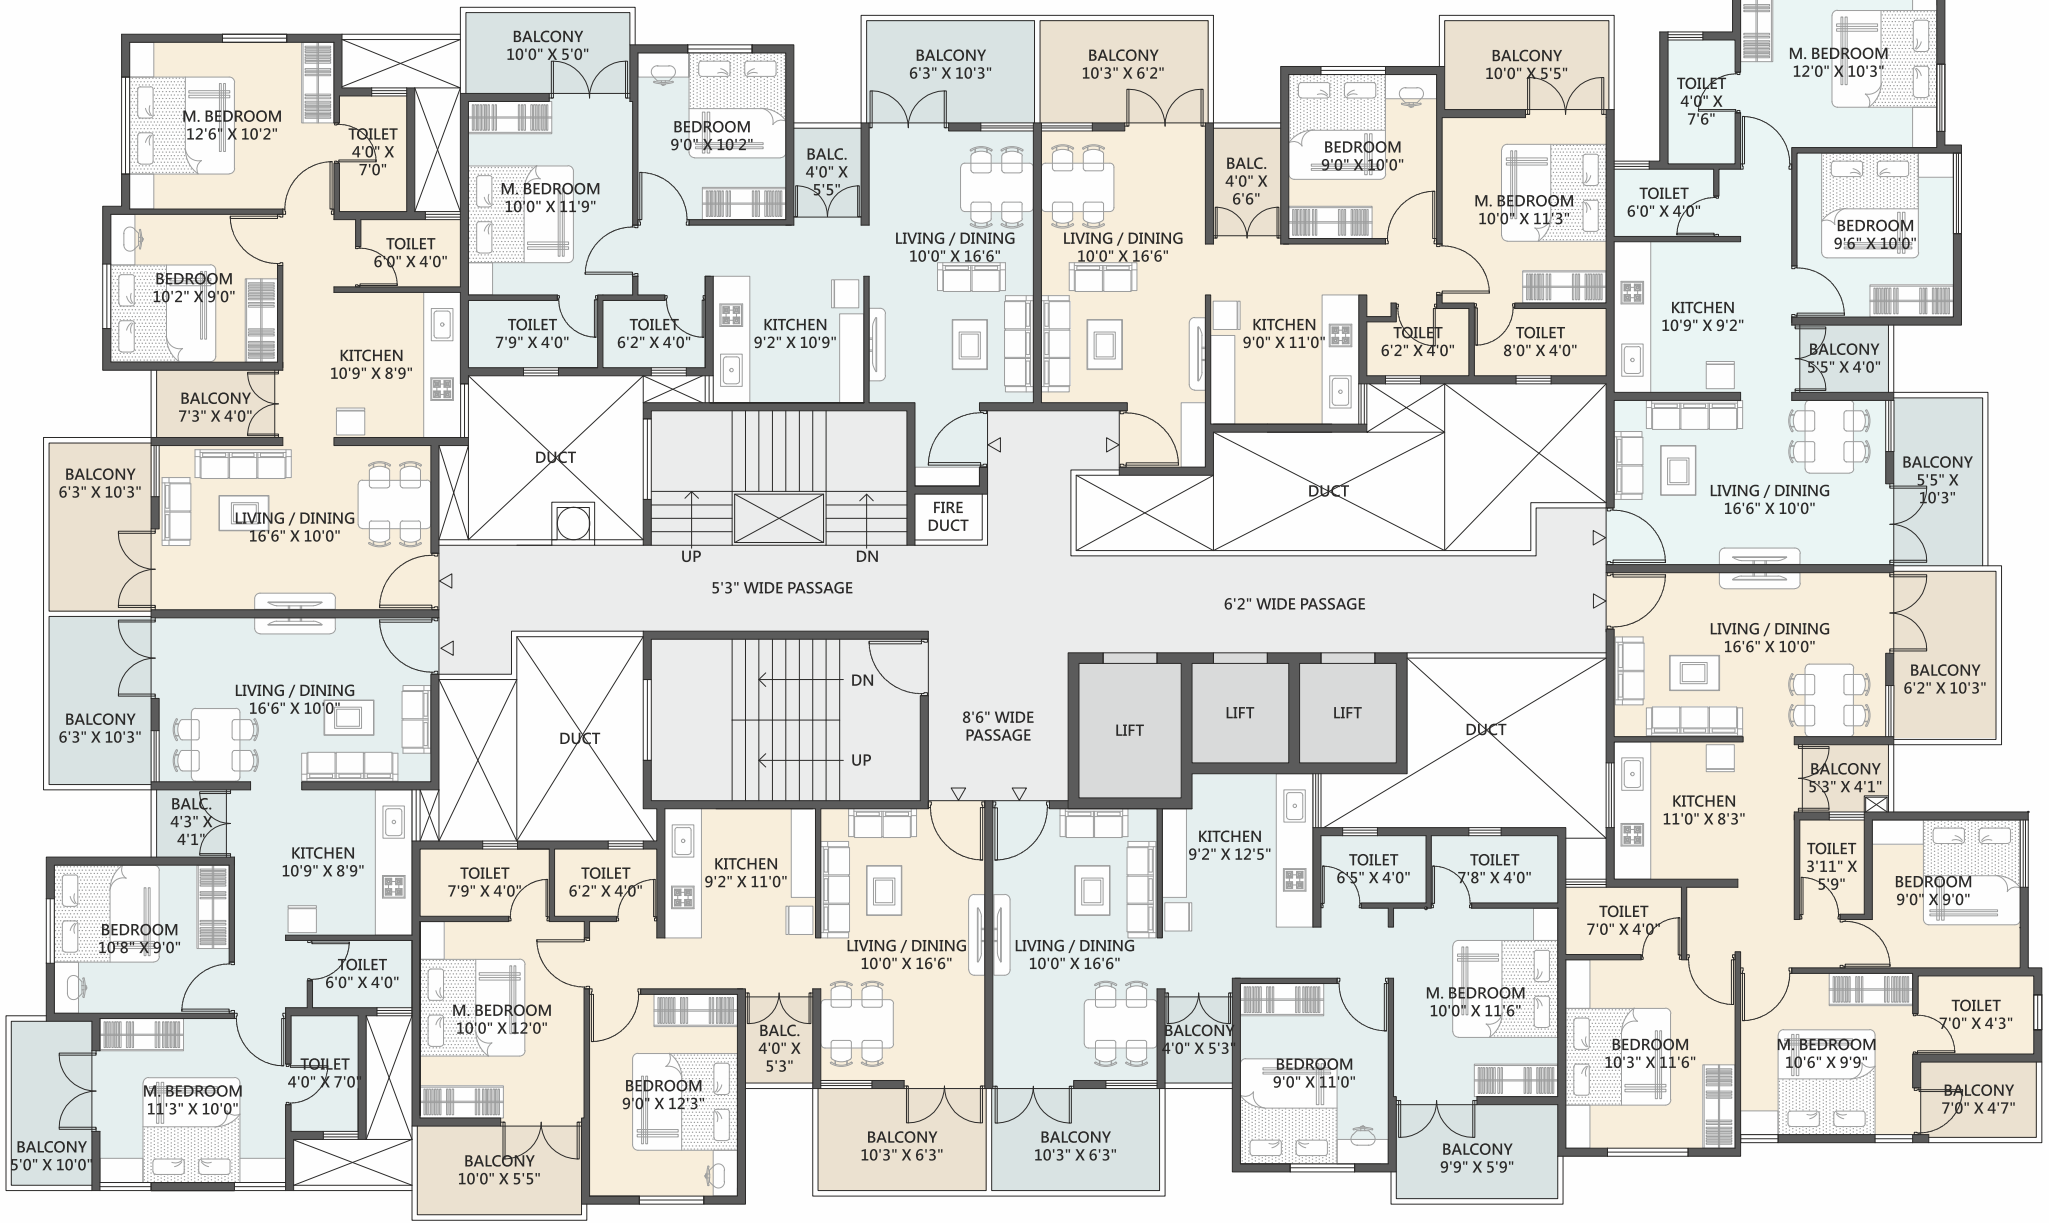 BALCONY
10'0" X 5'0"
M. BEDROOM
12'6" X 10'2"
TOILET
4'0" X
7'0"
BEDROOM
9'0" X 10'2"
M. BEDROOM
10'0" X 11'9"
BALC.
4'0" X
5'5"
BALCONY
6'3" X 10'3"
BALCONY
10'3" X 6'2"
BALC.
4'0" X
6'6"
BEDROOM
9'0" X 10'0"
BALCONY
10'0" X 5'5"
M. BEDROOM
10'0" X 11'3"
TOILET
4'0" X
7'6"
M. BEDROOM
12'0" X 10'3"
TOILET
6'0" X 4'0"
BEDROOM
9'6" X 10'0"
BEDROOM
10'2" X 9'0"
TOILET
6'0" X 4'0"
LIVING / DINING
10'0" X 16'6"
LIVING / DINING
10'0" X 16'6"
KITCHEN
10'9" X 8'9"
TOILET
7'9" X 4'0"
TOILET
6'2" X 4'0"
KITCHEN
9'2" X 10'9"
KITCHEN
9'0" X 11'0"
TOILET
6'2" X 4'0"
TOILET
8'0" X 4'0"
KITCHEN
10'9" X 9'2"
BALCONY
5'5" X 4'0"
BALCONY
7'3" X 4'0"
BALCONY
6'3" X 10'3"
LIVING / DINING
16'6" X 10'0"
DUCT
FIRE
DUCT
DUCT
LIVING / DINING
16'6" X 10'0"
BALCONY
5'5" X
10'3"
UP
DN
5'3" WIDE PASSAGE
6'2" WIDE PASSAGE
BALCONY
6'3" X 10'3"
LIVING / DINING
16'6" X 10'0"
DUCT
DN
UP
8'6" WIDE
PASSAGE
LIFT
LIFT
LIFT
DUCT
LIVING / DINING
16'6" X 10'0"
BALCONY
6'2" X 10'3"
BALC.
4'3" X
4'1"
KITCHEN
10'9" X 8'9"
TOILET
7'9" X 4'0"
TOILET
6'2" X 4'0"
KITCHEN
9'2" X 11'0"
KITCHEN
9'2" X 12'5"
TOILET
6'5" X 4'0"
TOILET
7'8" X 4'0"
KITCHEN
11'0" X 8'3"
BALCONY
5'3" X 4'1"
TOILET
3'11" X
5'9"
BEDROOM
9'0" X 9'0"
TOILET
7'0" X 4'0"
BEDROOM
10'8" X 9'0"
TOILET
6'0" X 4'0"
LIVING / DINING
10'0" X 16'6"
LIVING / DINING
10'0" X 16'6"
M. BEDROOM
10'0" X 12'0"
BALC.
4'0" X
5'3"
BALCONY
4'0" X 5'3"
M. BEDROOM
10'0" X 11'6"
TOILET
7'0" X 4'3"
M. BEDROOM
11'3" X 10'0"
TOILET
4'0" X 7'0"
BEDROOM
9'0" X 12'3"
BEDROOM
9'0" X 11'0"
BEDROOM
10'3" X 11'6"
M. BEDROOM
10'6" X 9'9"
BALCONY
7'0" X 4'7"
BALCONY
5'0" X 10'0"
BALCONY
10'0" X 5'5"
BALCONY
10'3" X 6'3"
BALCONY
10'3" X 6'3"
BALCONY
9'9" X 5'9"